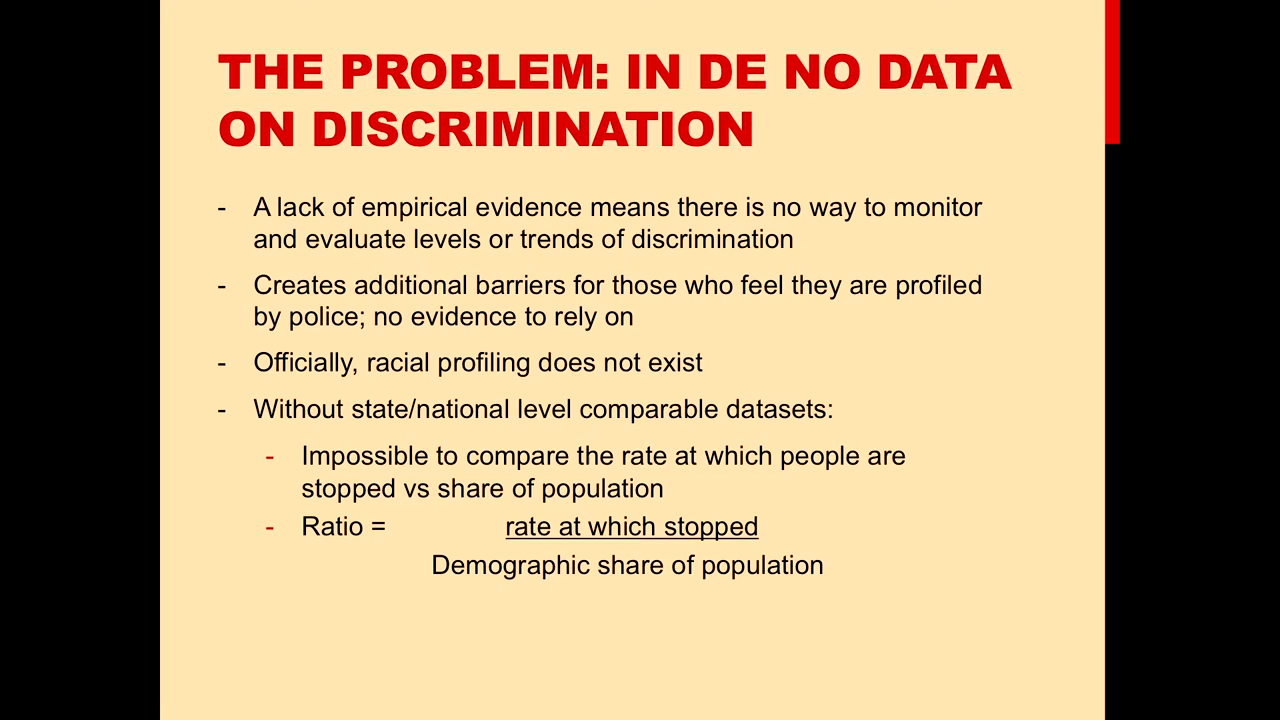 THE PROBLEM: IN DE NO DATA
ON DISCRIMINATION
- A lack of empirical evidence means there is no way to monitor
and evaluate levels or trends of discrimination
- Creates additional barriers for those who feel they are profiled
by police; no evidence to rely on
- Officially, racial profiling does not exist
- Without state/national level comparable datasets:
- Impossible to compare the rate at which people are
stopped vs share of population
- Ratio = rate at which stopped
Demographic share of population